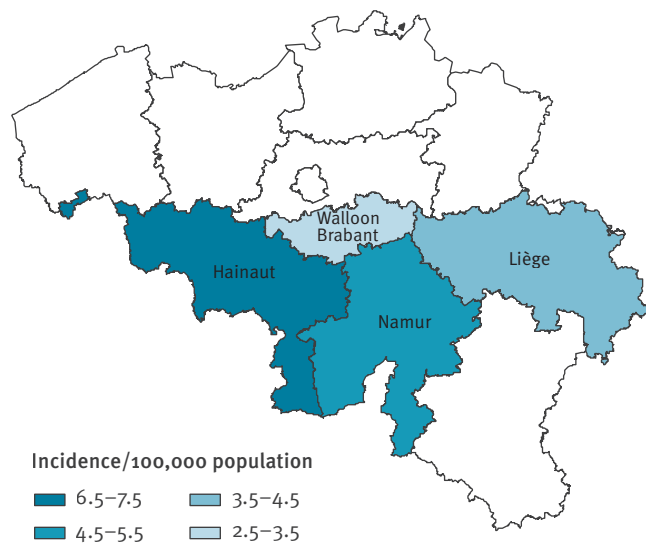 Walloon
Brabant
Hainaut
Liège
Namur
Incidence/100,000 population
6.5–7.5
3.5–4.5
4.5–5.5
2.5–3.5